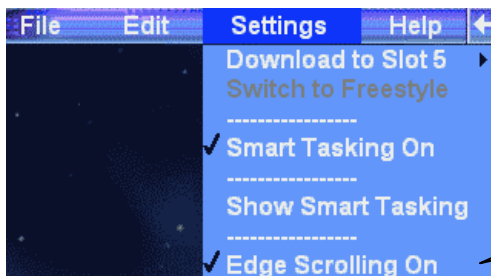 File Edit Settings Help
Download to Slot 5
Switch to Freestyle
-----------------
Smart Tasking On
-----------------
Show Smart Tasking
-----------------
Edge Scrolling On